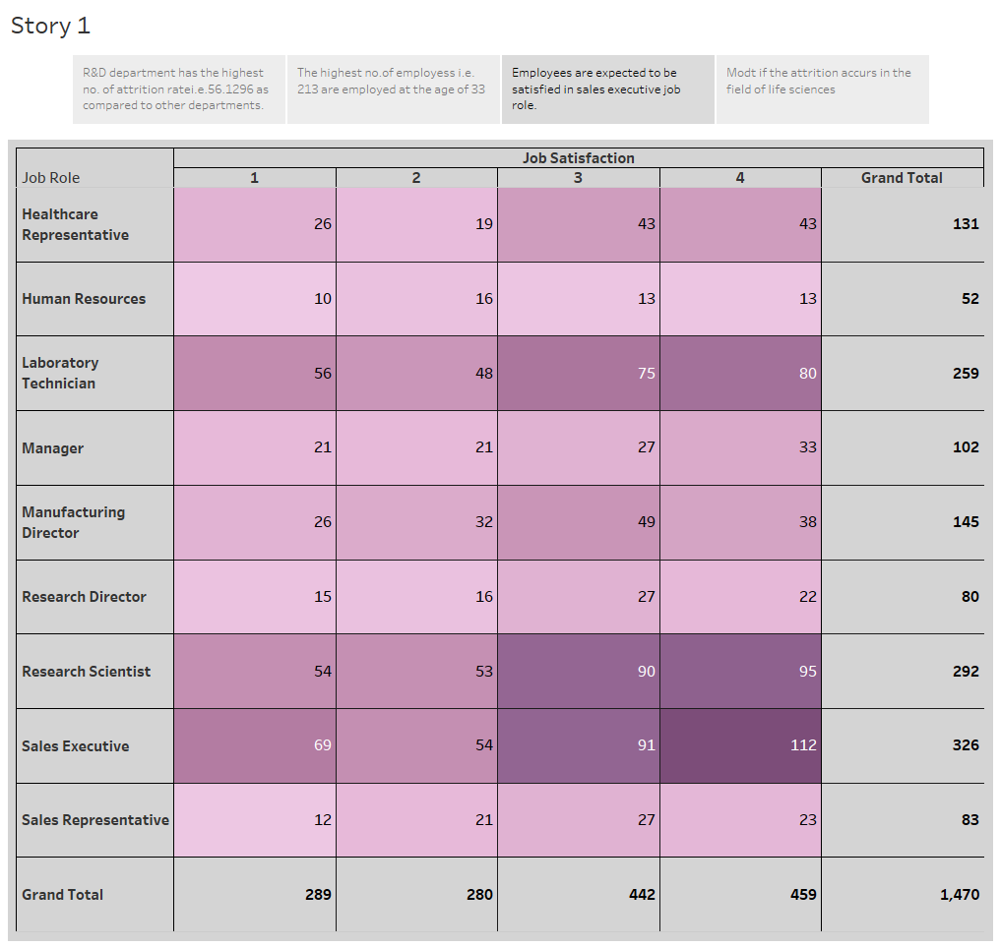 Story 1
R&D department has the highest
no. of attrition ratei.e.56.1296 as
compared to other departments.
The highest no.of employess i.e.
213 are employed at the age of 33
Employees are expected to be
satisfied in sales executive job
role.
Modt if the attrition accurs in the
field of life sciences
Job Satisfaction
Job Role 1 2 3 4 Grand Total
Healthcare
Representative 26 19 43 43 131
Human Resources 10 16 13 13 52
Laboratory
Technician 56 48 75 80 259
Manager 21 21 27 33 102
Manufacturing
Director 26 32 49 38 145
Research Director 15 16 27 22 80
Research Scientist 54 53 90 95 292
Sales Executive 69 54 91 112 326
Sales Representative 12 21 27 23 83
Grand Total 289 280 442 459 1,470